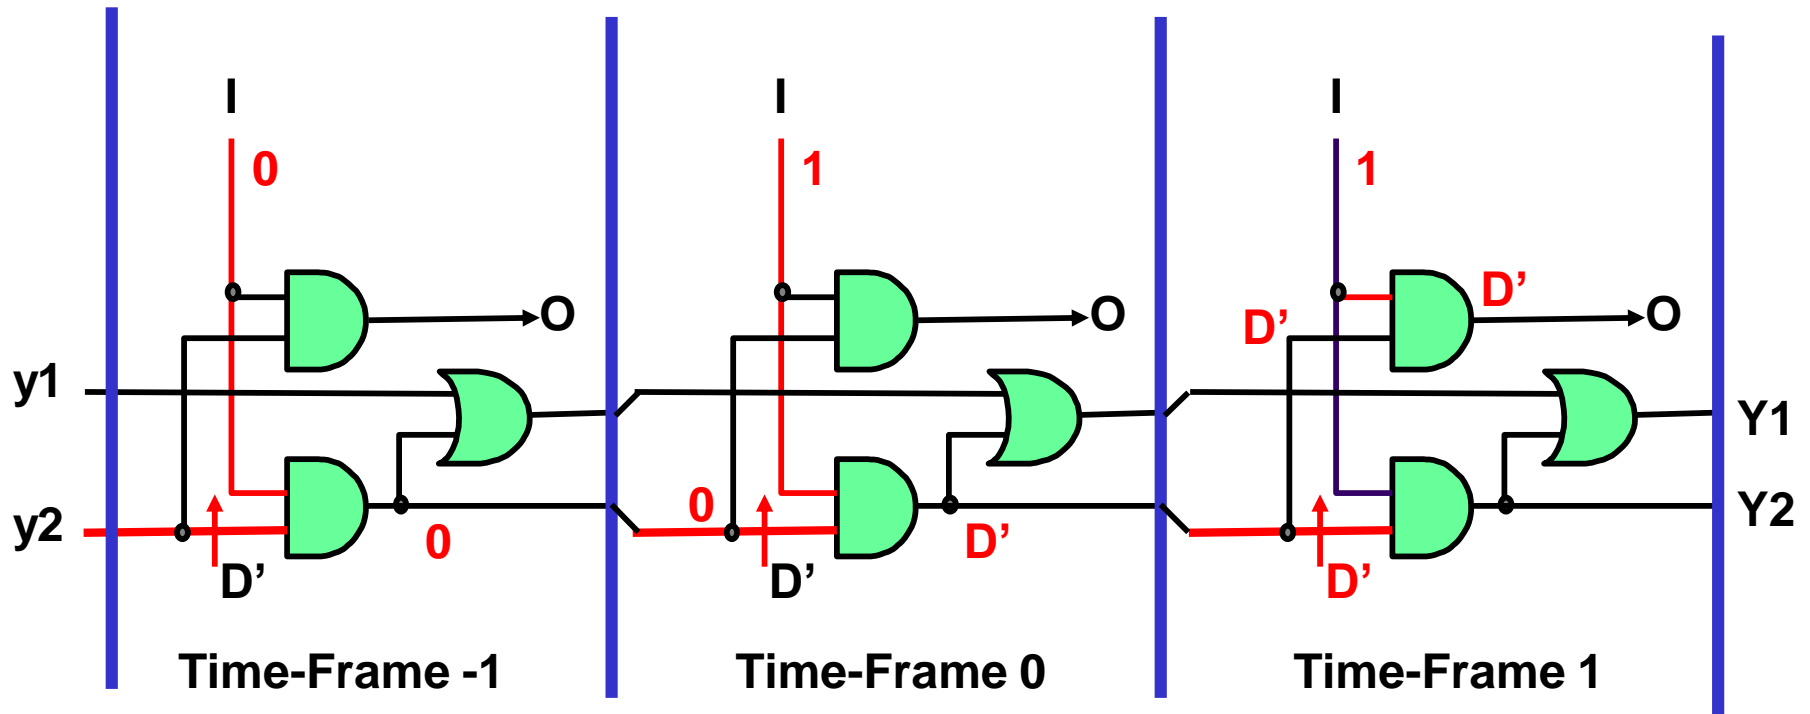 I I I
0 1 1
D’
O O D’ O
y1
Y1
0 0 D’
y2 Y2
D’ D’ D’
Time-Frame -1 Time-Frame 0 Time-Frame 1